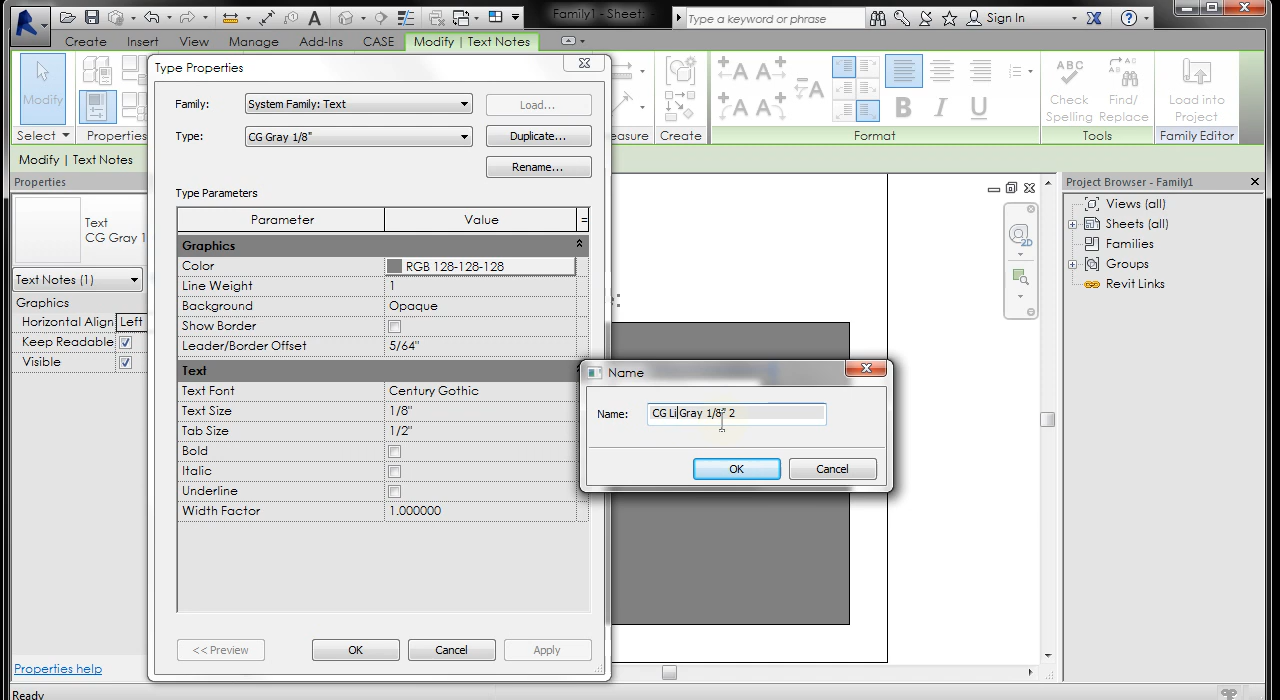 Family1 - Sheet: -
Type a keyword or phrase
Sign In
Create
Insert
View
Manage
Add-Ins
CASE
Modify | Text Notes
Modify
Select
Properties
Measure
Create
Format
ABC
Check Spelling
Find/ Replace
Tools
Load into Project
Family Editor
Modify | Text Notes
Properties
Text
CG Gray 1
Text Notes (1)
Graphics
Horizontal Align
Left
Keep Readable
Visible
Properties help
Ready
Type Properties
Family:
System Family: Text
Load...
Type:
CG Gray 1/8"
Duplicate...
Rename...
Type Parameters
Parameter
Value
=
Graphics
Color
RGB 128-128-128
Line Weight
1
Background
Opaque
Show Border
Leader/Border Offset
5/64"
Text
Text Font
Century Gothic
Text Size
1/8"
Tab Size
1/2"
Bold
Italic
Underline
Width Factor
1.000000
<< Preview
OK
Cancel
Apply
Name
Name:
CG LiGray 1/8" 2
OK
Cancel
2D
Project Browser - Family1
Views (all)
Sheets (all)
Families
Groups
Revit Links